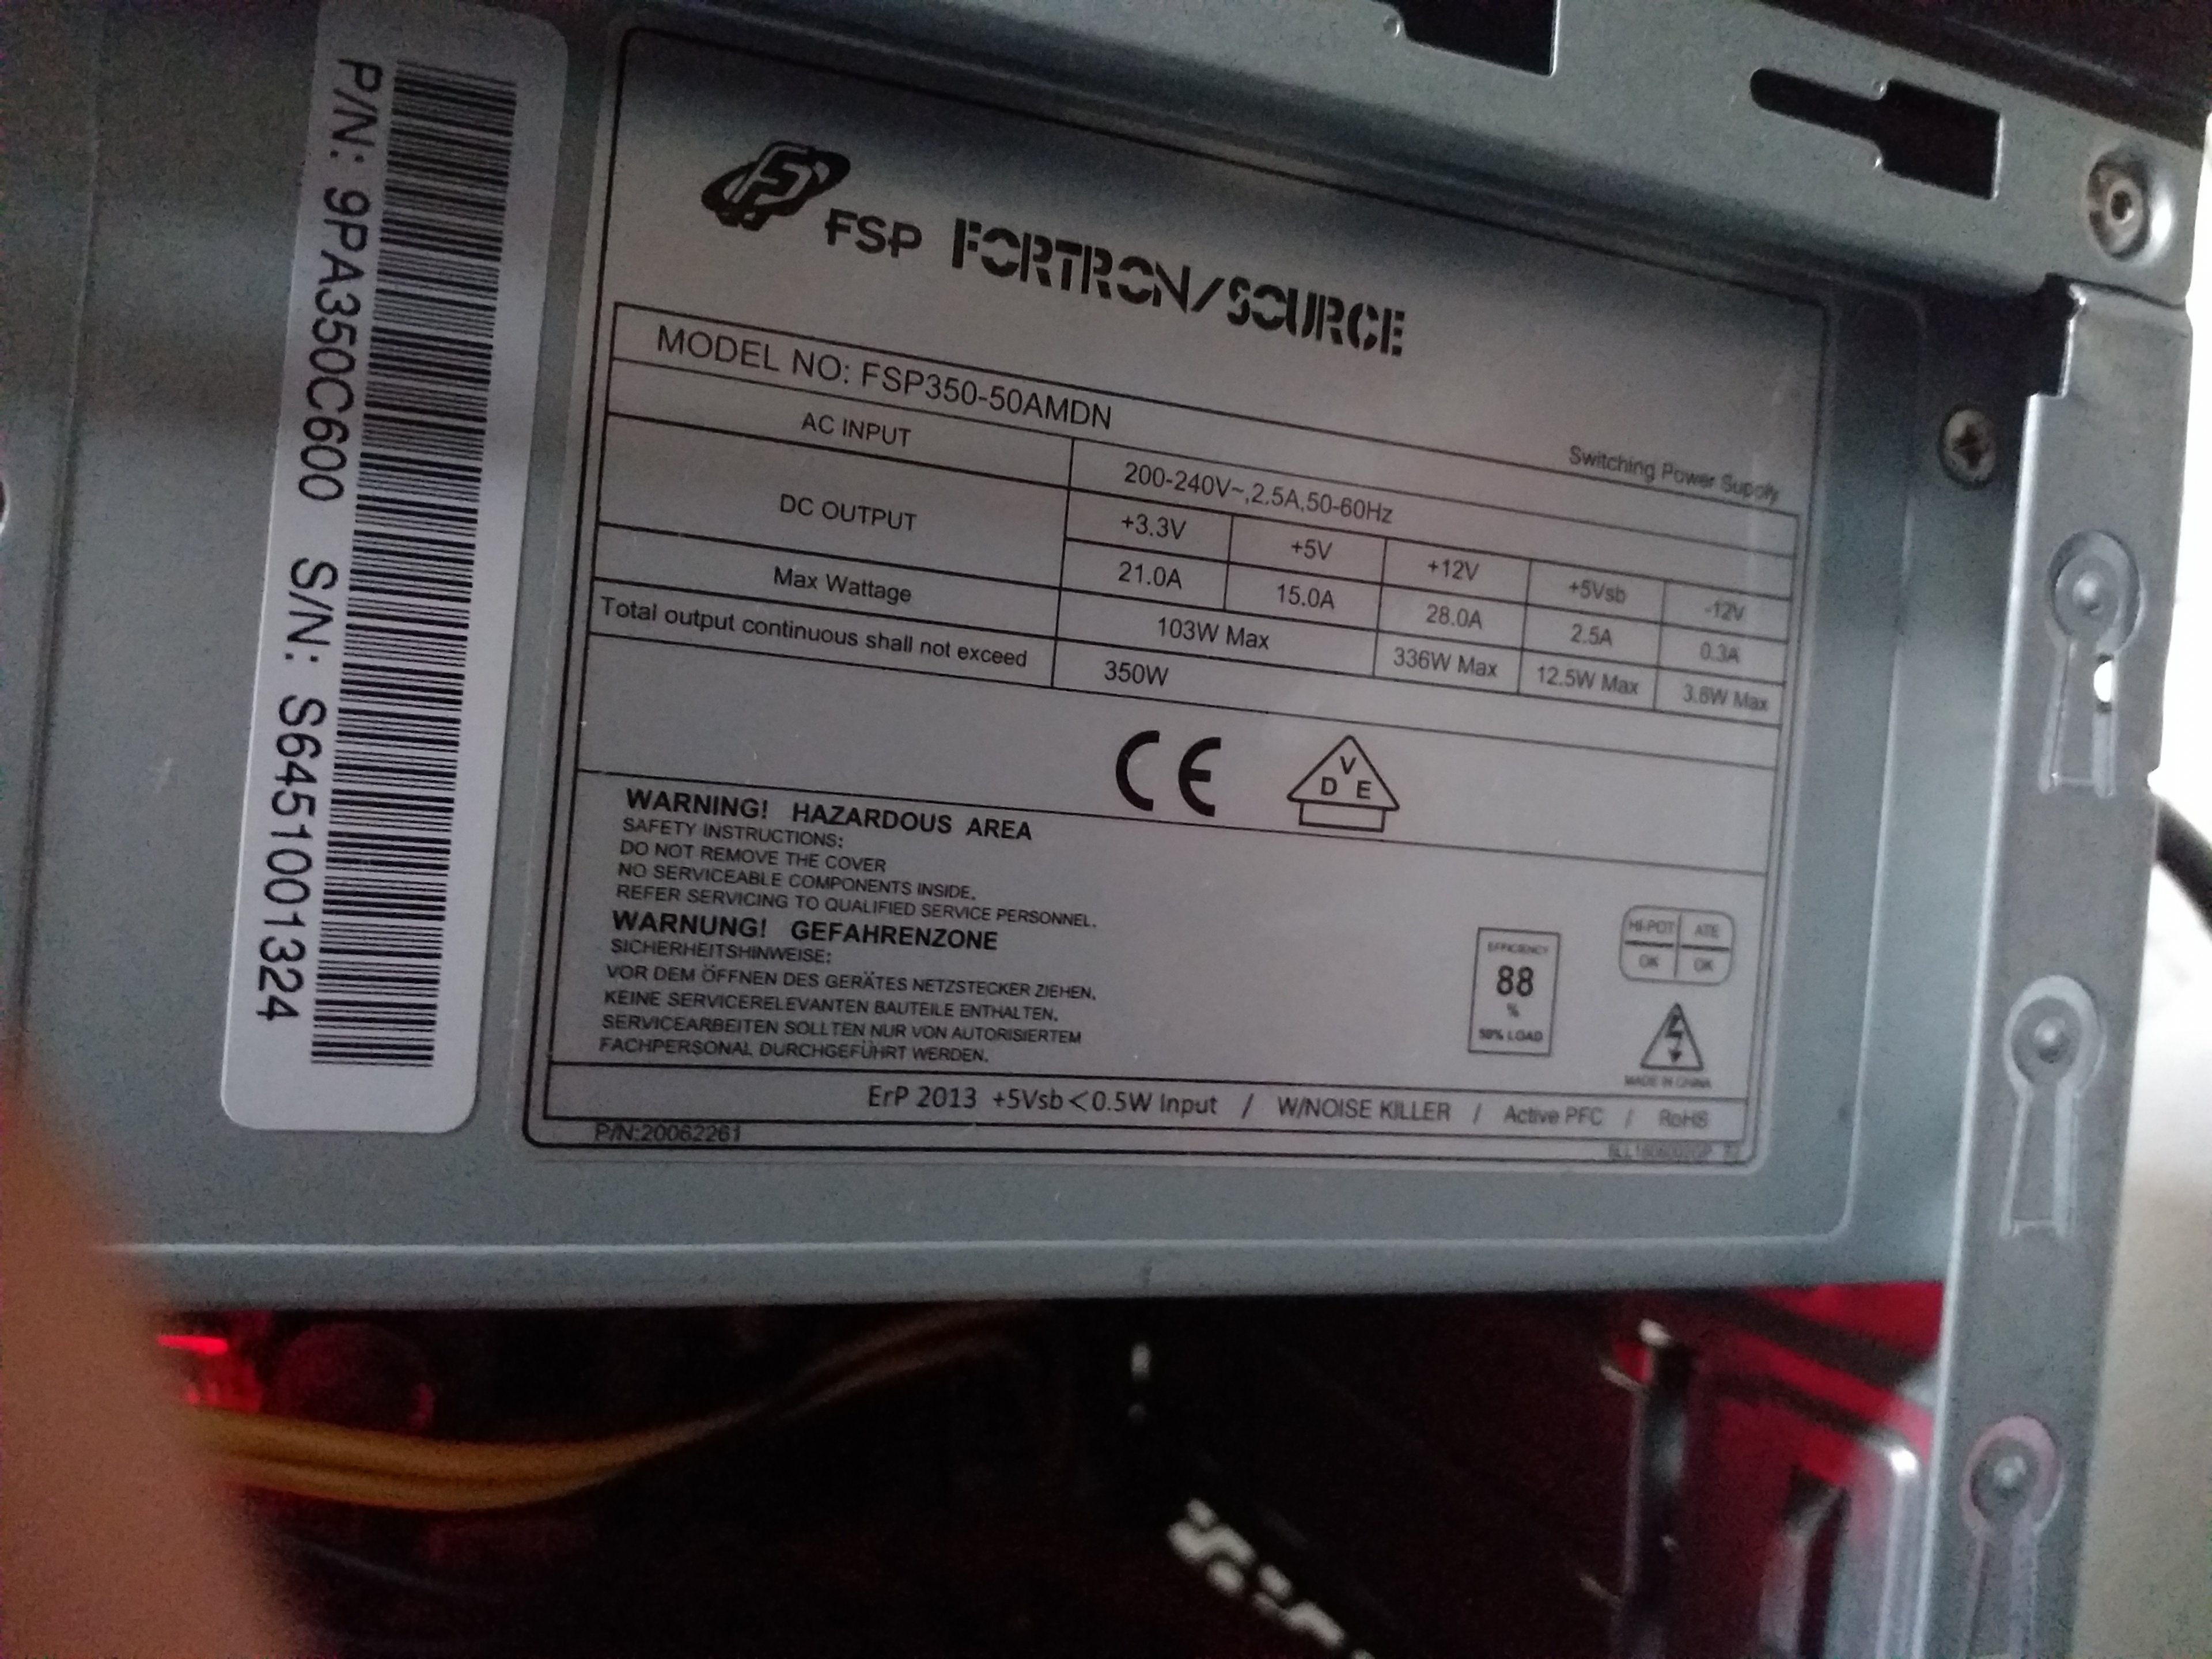 P/N: 9PA350C600 S/N: S6451001324
FSP FORTRON/SOURCE
MODEL NO: FSP350-50AMDN
Switching Power Supply
AC INPUT 200-240V~,2.5A,50-60Hz
DC OUTPUT +3.3V +5V +12V +5Vsb -12V
21.0A 15.0A 28.0A 2.5A 0.3A
Max Wattage 103W Max 336W Max 12.5W Max 3.6W Max
Total output continuous shall not exceed 350W
CE
V
D E
WARNING! HAZARDOUS AREA
SAFETY INSTRUCTIONS:
DO NOT REMOVE THE COVER
NO SERVICEABLE COMPONENTS INSIDE.
REFER SERVICING TO QUALIFIED SERVICE PERSONNEL.
WARNUNG! GEFAHRENZONE
SICHERHEITSHINWEISE:
VOR DEM ÖFFNEN DES GERÄTES NETZSTECKER ZIEHEN.
KEINE SERVICERELEVANTEN BAUTEILE ENTHALTEN.
SERVICEARBEITEN SOLLTEN NUR VON AUTORISIERTEM
FACHPERSONAL DURCHGEFÜHRT WERDEN.
EFFICIENCY
88
%
50% LOAD
HI-POT ATE
OK OK
MADE IN CHINA
ErP 2013 +5Vsb<0.5W Input / W/NOISE KILLER / Active PFC / RoHS
P/N:20062261